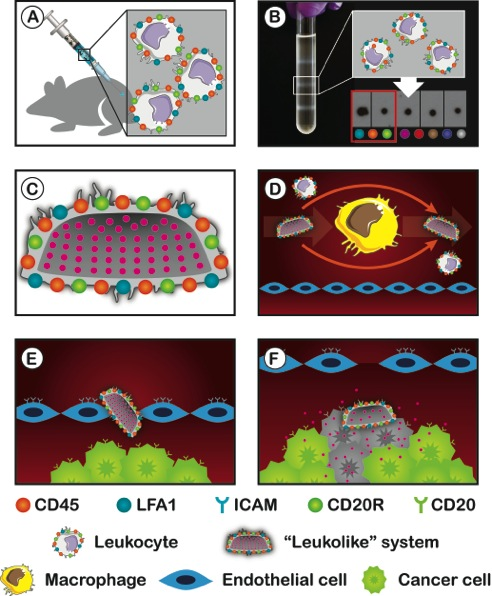 A
B
C
D
E
F
CD45
LFA1
ICAM
CD20R
CD20
Leukocyte
“Leukolike” system
Macrophage
Endothelial cell
Cancer cell